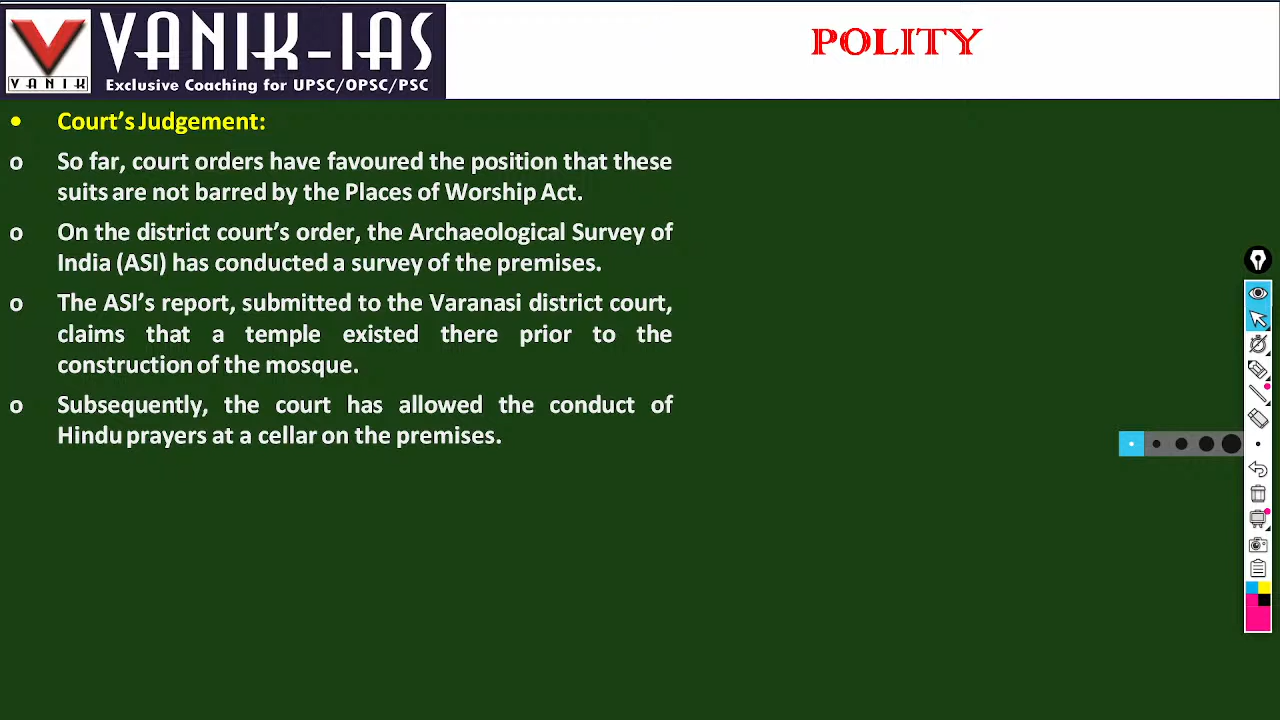 VANIK
VANIK-IAS
Exclusive Coaching for UPSC/OPSC/PSC
POLITY
• Court's Judgement:
o So far, court orders have favoured the position that these
suits are not barred by the Places of Worship Act.
o On the district court's order, the Archaeological Survey of
India (ASI) has conducted a survey of the premises.
o The ASI's report, submitted to the Varanasi district court,
claims that a temple existed there prior to the
construction of the mosque.
o Subsequently, the court has allowed the conduct of
Hindu prayers at a cellar on the premises.